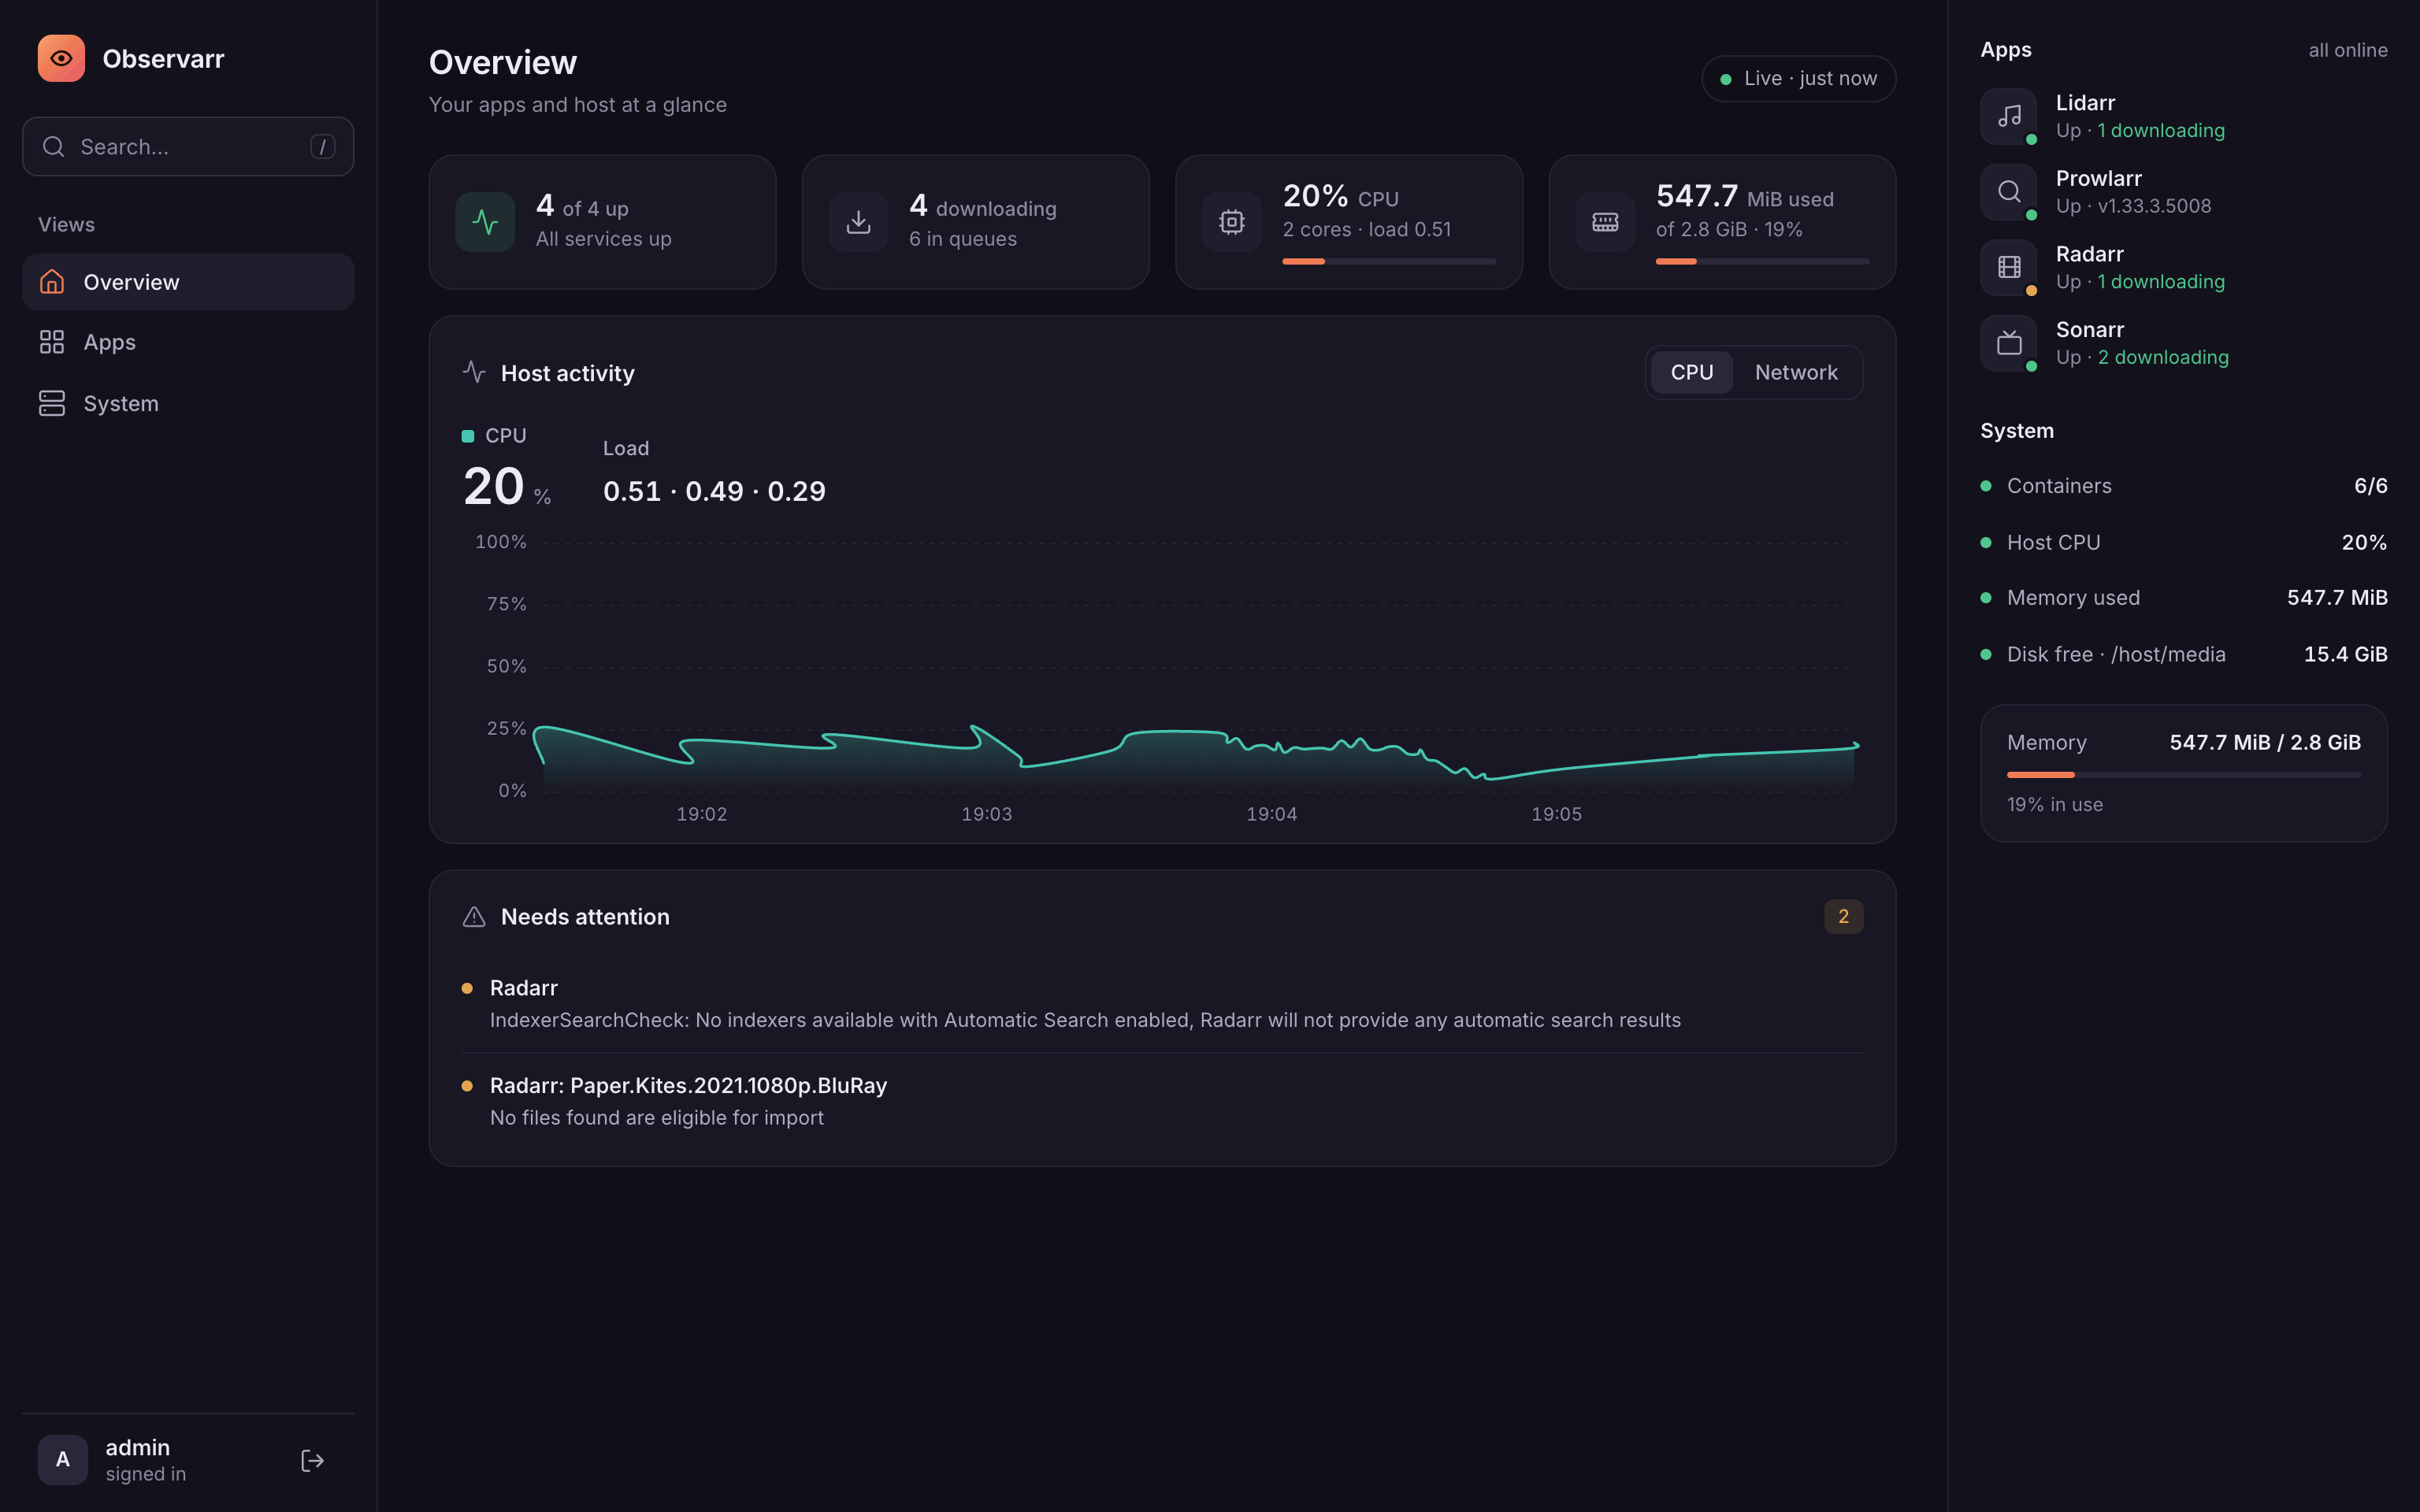 Observarr
Search...
/
Views
Overview
Apps
System
A
admin
signed in
Overview
Your apps and host at a glance
Live · just now
4 of 4 up
All services up
4 downloading
6 in queues
20% CPU
2 cores · load 0.51
547.7 MiB used
of 2.8 GiB · 19%
Host activity
CPU
Network
CPU
20 %
Load
0.51 · 0.49 · 0.29
100%
75%
50%
25%
0%
19:02
19:03
19:04
19:05
Needs attention
2
Radarr
IndexerSearchCheck: No indexers available with Automatic Search enabled, Radarr will not provide any automatic search results
Radarr: Paper.Kites.2021.1080p.BluRay
No files found are eligible for import
Apps
all online
Lidarr
Up · 1 downloading
Prowlarr
Up · v1.33.3.5008
Radarr
Up · 1 downloading
Sonarr
Up · 2 downloading
System
Containers 6/6
Host CPU 20%
Memory used 547.7 MiB
Disk free · /host/media 15.4 GiB
Memory 547.7 MiB / 2.8 GiB
19% in use